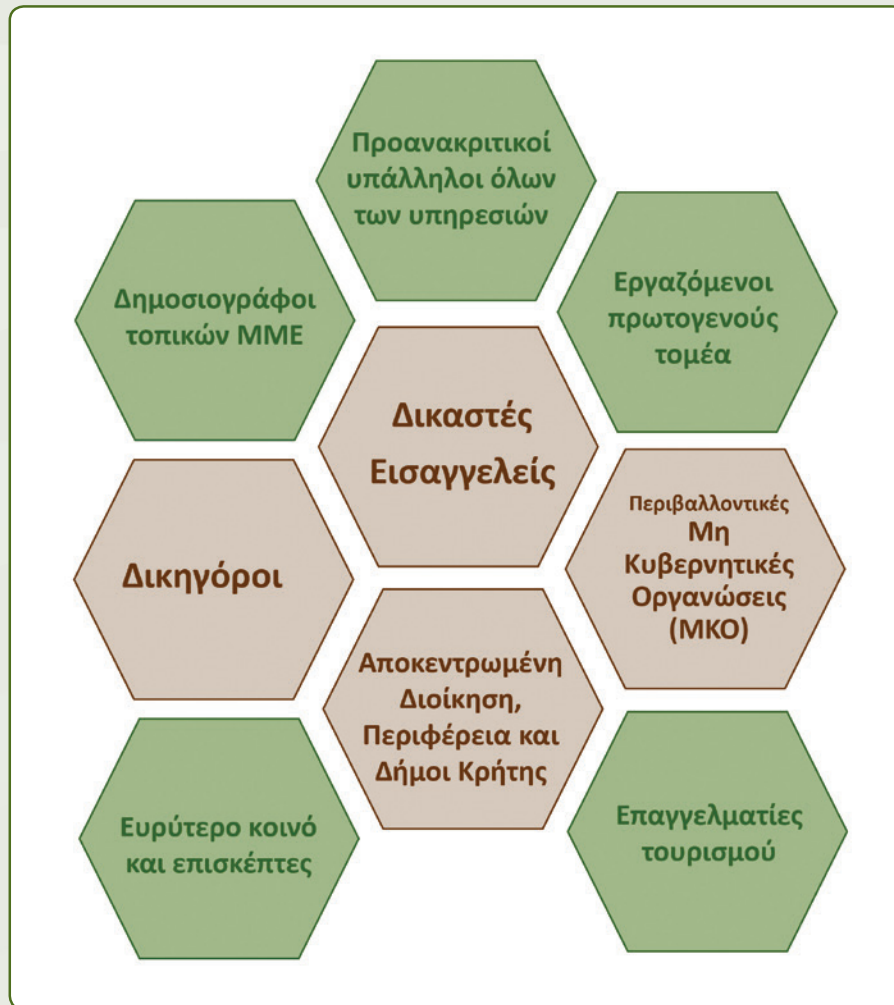 Προανακριτικοί
υπάλληλοι όλων
των υπηρεσιών
Δημοσιογράφοι
τοπικών ΜΜΕ
Εργαζόμενοι
πρωτογενούς
τομέα
Δικαστές
Εισαγγελείς
Δικηγόροι
Περιβαλλοντικές
Μη
Κυβερνητικές
Οργανώσεις
(ΜΚΟ)
Αποκεντρωμένη
Διοίκηση,
Περιφέρεια και
Δήμοι Κρήτης
Ευρύτερο κοινό
και επισκέπτες
Επαγγελματίες
τουρισμού